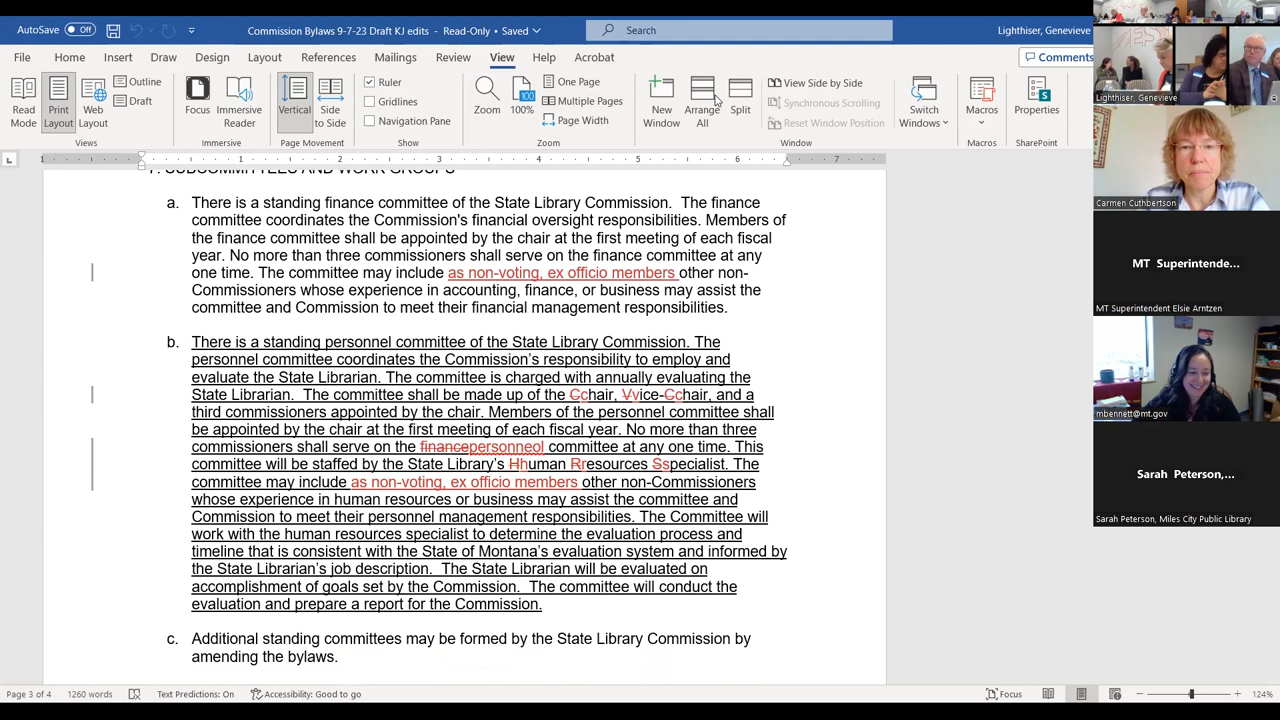 AutoSave Off Commission Bylaws 9-7-23 Draft KJ edits - Read-Only • Saved Search Lighthiser, Genevieve
File Home Insert Draw Design Layout References Mailings Review View Help Acrobat Comments
Read Mode Print Layout Web Layout Outline Draft Views
Focus Immersive Reader Immersive
Vertical Side to Side Page Movement
Ruler Gridlines Navigation Pane Show
Zoom 100 100% One Page Multiple Pages Page Width Zoom
New Window Arrange All Split View Side by Side Synchronous Scrolling Reset Window Position Switch Windows Window
Macros Macros
Properties SharePoint
1 1 2 3 4 5 6 7
7. SUBCOMMITTEES AND WORK GROUPS
a. There is a standing finance committee of the State Library Commission. The finance
committee coordinates the Commission's financial oversight responsibilities. Members of
the finance committee shall be appointed by the chair at the first meeting of each fiscal
year. No more than three commissioners shall serve on the finance committee at any
one time. The committee may include as non-voting, ex officio members other non-
Commissioners whose experience in accounting, finance, or business may assist the
committee and Commission to meet their financial management responsibilities.
b. There is a standing personnel committee of the State Library Commission. The
personnel committee coordinates the Commission's responsibility to employ and
evaluate the State Librarian. The committee is charged with annually evaluating the
State Librarian. The committee shall be made up of the Cchair, Vvice-Cchair, and a
third commissioners appointed by the chair. Members of the personnel committee shall
be appointed by the chair at the first meeting of each fiscal year. No more than three
commissioners shall serve on the financepersonneol committee at any one time. This
committee will be staffed by the State Library's Hhuman Rresources Sspecialist. The
committee may include as non-voting, ex officio members other non-Commissioners
whose experience in human resources or business may assist the committee and
Commission to meet their personnel management responsibilities. The Committee will
work with the human resources specialist to determine the evaluation process and
timeline that is consistent with the State of Montana's evaluation system and informed by
the State Librarian's job description. The State Librarian will be evaluated on
accomplishment of goals set by the Commission. The committee will conduct the
evaluation and prepare a report for the Commission.
c. Additional standing committees may be formed by the State Library Commission by
amending the bylaws.
Page 3 of 4 1260 words Text Predictions: On Accessibility: Good to go Focus 124%
Lighthiser, Genevieve
Carmen Cuthbertson
MT Superintende...
MT Superintendent Elsie Arntzen
mbennett@mt.gov
Sarah Peterson,...
Sarah Peterson, Miles City Public Library